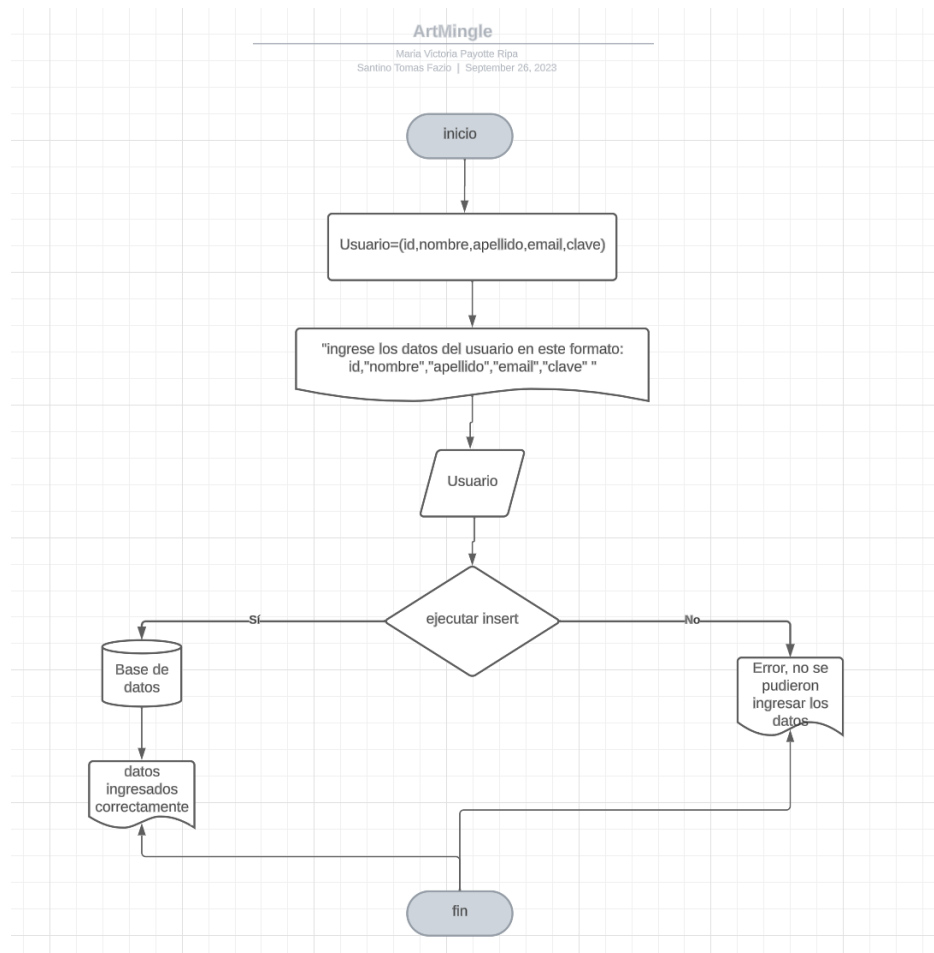 ArtMingle
Maria Victoria Payotte Ripa
Santino Tomas Fazio | September 26, 2023
inicio
Usuario=(id,nombre,apellido,email,clave)
"ingrese los datos del usuario en este formato:
id,"nombre","apellido","email","clave" "
Usuario
ejecutar insert
Sí
No
Base de
datos
Error, no se
pudieron
ingresar los
datos
datos
ingresados
correctamente
fin